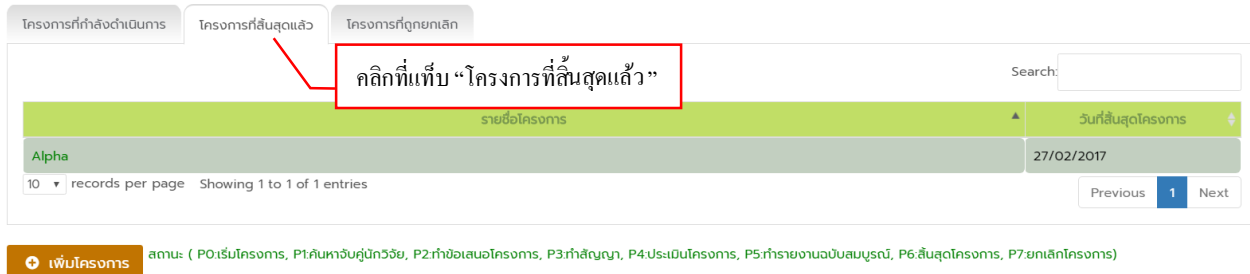 โครงการที่กำลังดำเนินการ โครงการที่สิ้นสุดแล้ว โครงการที่ถูกยกเลิก
คลิกที่แท็บ “โครงการที่สิ้นสุดแล้ว”
Search:
รายชื่อโครงการ วันที่สิ้นสุดโครงการ
Alpha 27/02/2017
10 records per page Showing 1 to 1 of 1 entries
Previous 1 Next
เพิ่มโครงการ สถานะ ( P0:เริ่มโครงการ, P1:ค้นหาจับคู่นักวิจัย, P2:ทำข้อเสนอโครงการ, P3:ทำสัญญา, P4:ประเมินโครงการ, P5:ทำรายงานฉบับสมบูรณ์, P6:สิ้นสุดโครงการ, P7:ยกเลิกโครงการ)